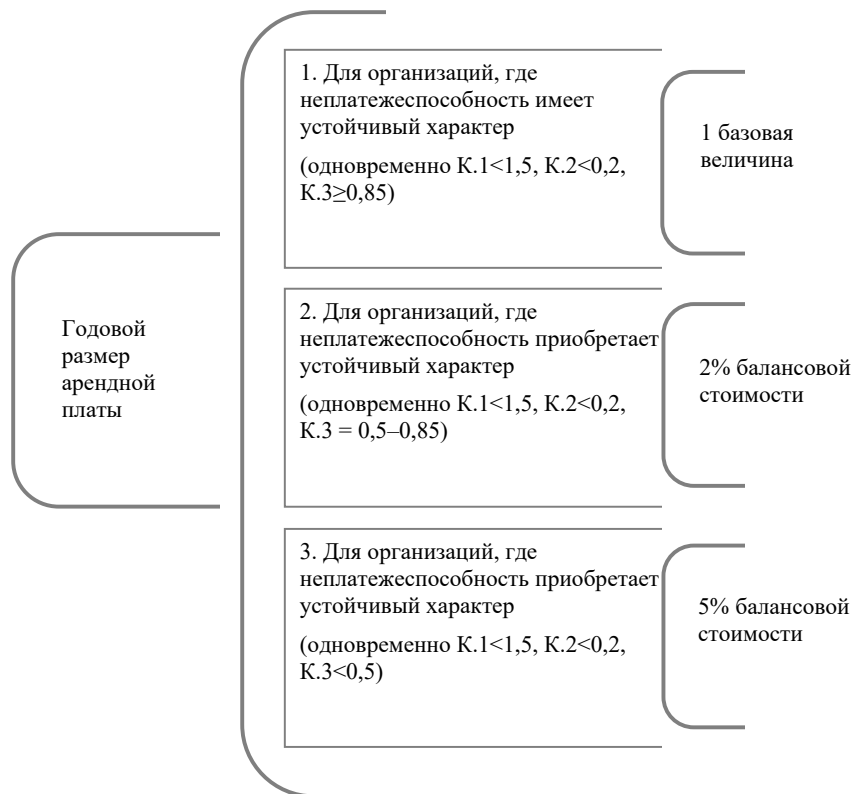 Годовой
размер
арендной
платы
1. Для организаций, где
неплатежеспособность имеет
устойчивый характер
(одновременно К.1<1,5, К.2<0,2,
К.3≥0,85)
1 базовая
величина
2. Для организаций, где
неплатежеспособность приобретает
устойчивый характер
(одновременно К.1<1,5, К.2<0,2,
К.3 = 0,5–0,85)
2% балансовой
стоимости
3. Для организаций, где
неплатежеспособность приобретает
устойчивый характер
(одновременно К.1<1,5, К.2<0,2,
К.3<0,5)
5% балансовой
стоимости